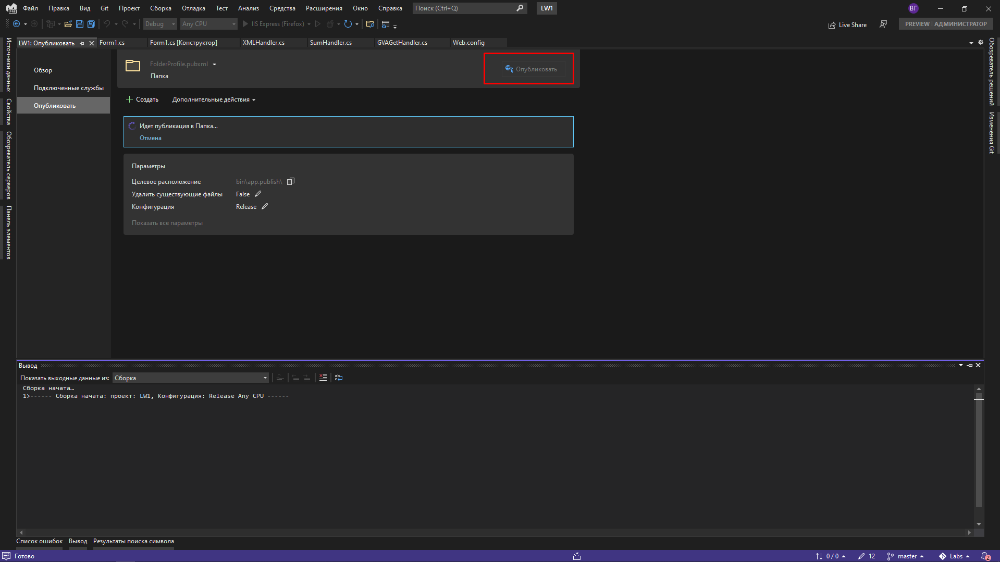 Файл Правка Вид Git Проект Сборка Отладка Тест Анализ Средства Расширения Окно Справка Поиск (Ctrl+Q) LW1 ВГ
PRE Debug Any CPU IIS Express (Firefox) Live Share PREVIEW | АДМИНИСТРАТОР
LW1: Опубликовать Form1.cs Form1.cs [Конструктор] XMLHandler.cs SumHandler.cs GVAGetHandler.cs Web.config
Источники данных
Свойства
Обозреватель серверов
Панель элементов
Обзор
Подключенные службы
Опубликовать
FolderProfile.pubxml
Папка
Опубликовать
Создать Дополнительные действия
Идет публикация в Папка...
Отмена
Параметры
Целевое расположение bin\app.publish\
Удалить существующие файлы False
Конфигурация Release
Показать все параметры
Обозреватель решений
Изменения Git
Вывод
Показать выходные данные из: Сборка
Сборка начата…
1>------ Сборка начата: проект: LW1, Конфигурация: Release Any CPU ------
Список ошибок Вывод Результаты поиска символа
Готово 0 / 0 12 master Labs 2